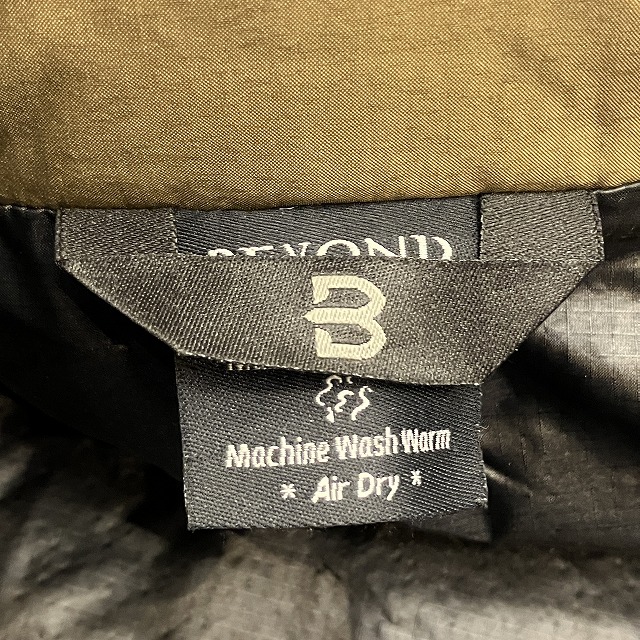 BEYOND
B
Machine Wash Warm
* Air Dry *